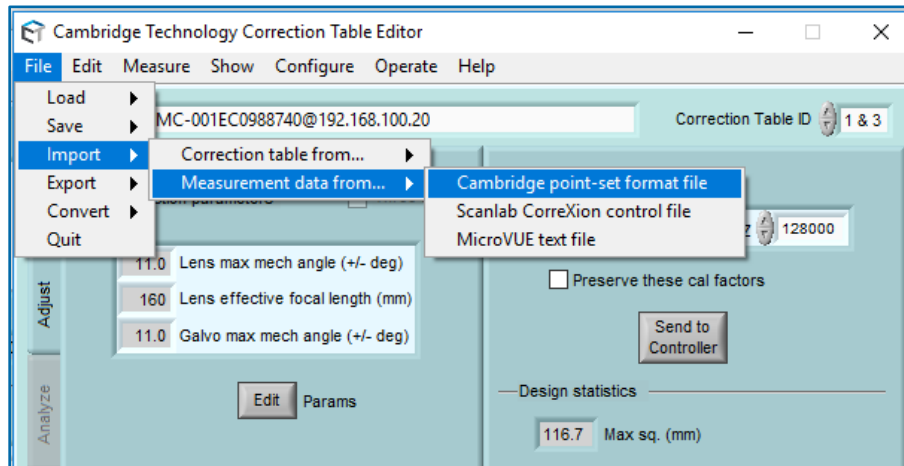 Cambridge Technology Correction Table Editor
File Edit Measure Show Configure Operate Help
Load
Save
MC-001EC0988740@192.168.100.20
Correction Table ID 1 & 3
Import
Correction table from...
Export
Measurement data from...
Cambridge point-set format file
Convert
parameters
Scanlab CorreXion control file
Quit
MicroVUE text file
Z 128000
11.0 Lens max mech angle (+/- deg)
Preserve these cal factors
160 Lens effective focal length (mm)
11.0 Galvo max mech angle (+/- deg)
Send to
Controller
Adjust
Edit Params
Design statistics
116.7 Max sq. (mm)
Analyze